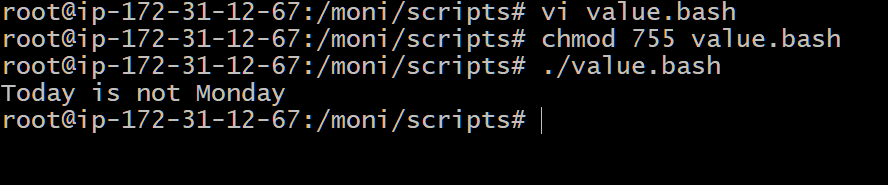 root@ip-172-31-12-67:/moni/scripts# vi value.bash
root@ip-172-31-12-67:/moni/scripts# chmod 755 value.bash
root@ip-172-31-12-67:/moni/scripts# ./value.bash
Today is not Monday
root@ip-172-31-12-67:/moni/scripts#